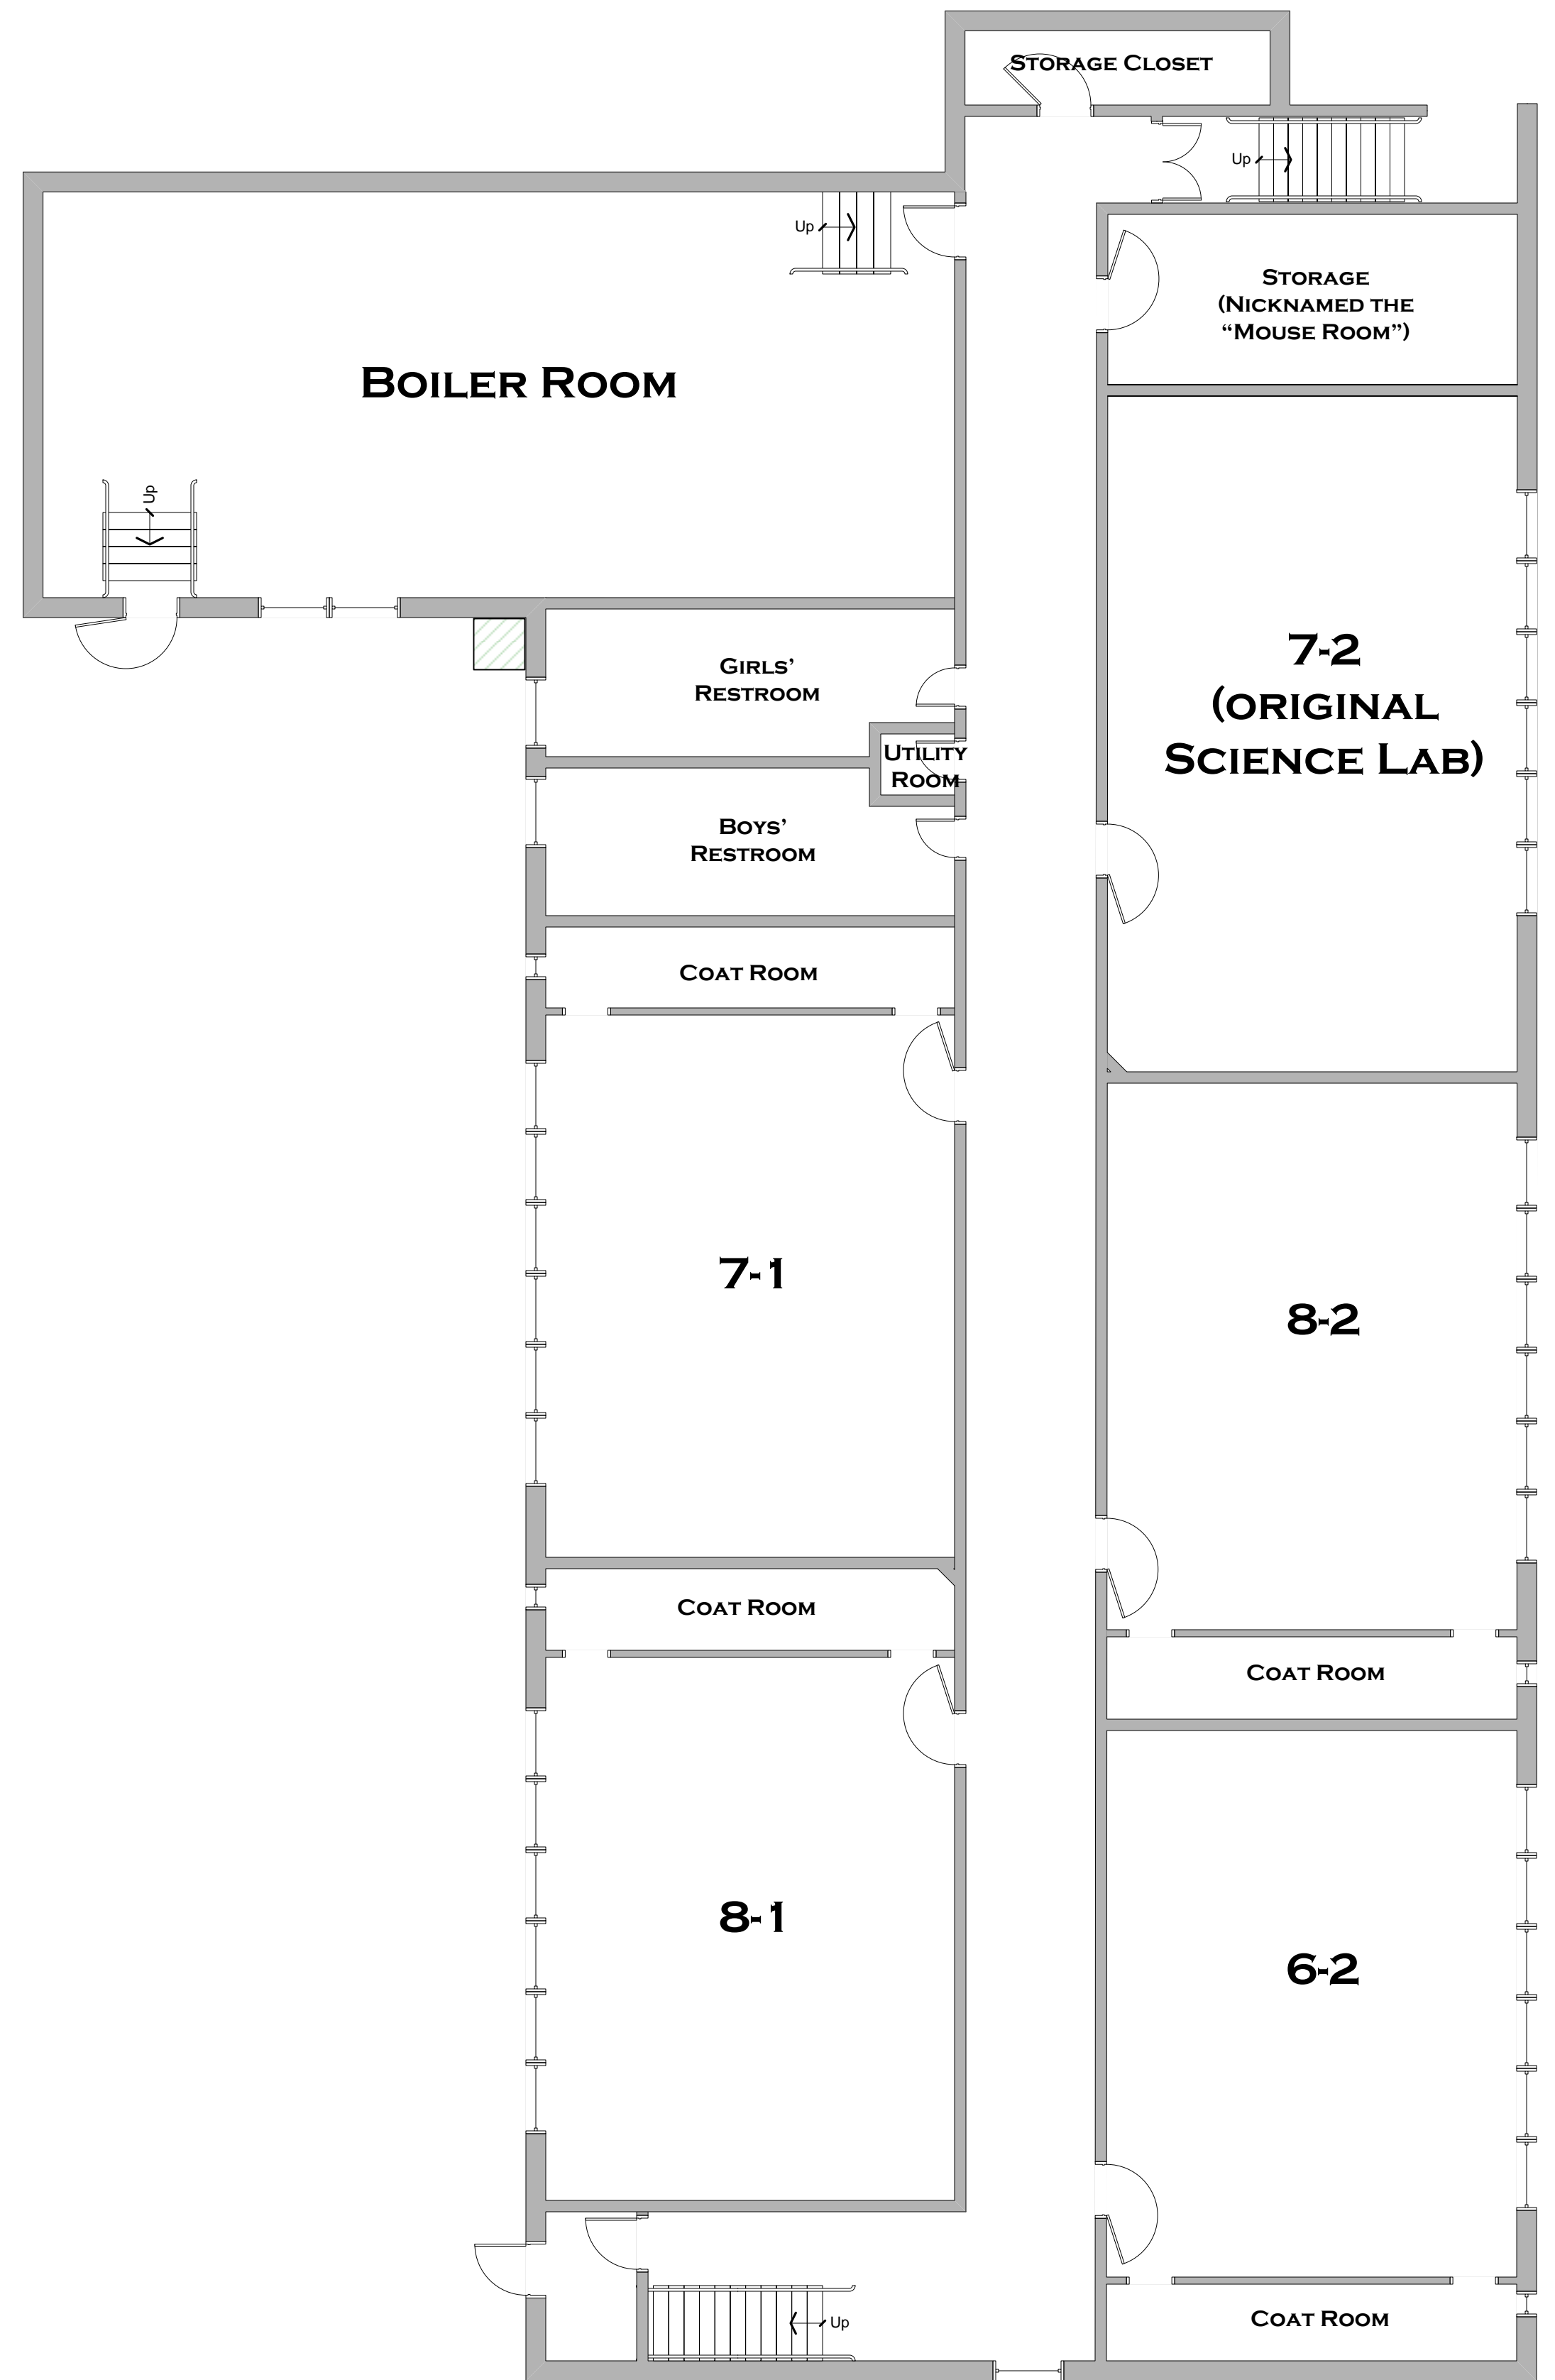 Storage Closet
Up
Up
Storage
(Nicknamed the
“Mouse Room”)
Boiler Room
Up
Girls’
Restroom
7-2
(original
Science Lab)
Utility
Room
Boys’
Restroom
Coat Room
7-1
8-2
Coat Room
Coat Room
8-1
6-2
Coat Room
Up